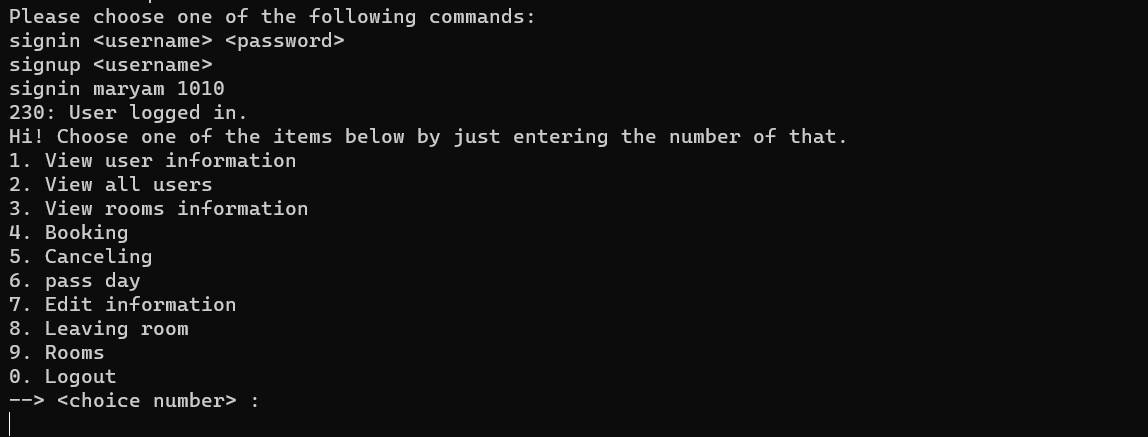 Please choose one of the following commands:
signin <username> <password>
signup <username>
signin maryam 1010
230: User logged in.
Hi! Choose one of the items below by just entering the number of that.
1. View user information
2. View all users
3. View rooms information
4. Booking
5. Canceling
6. pass day
7. Edit information
8. Leaving room
9. Rooms
0. Logout
--> <choice number> :